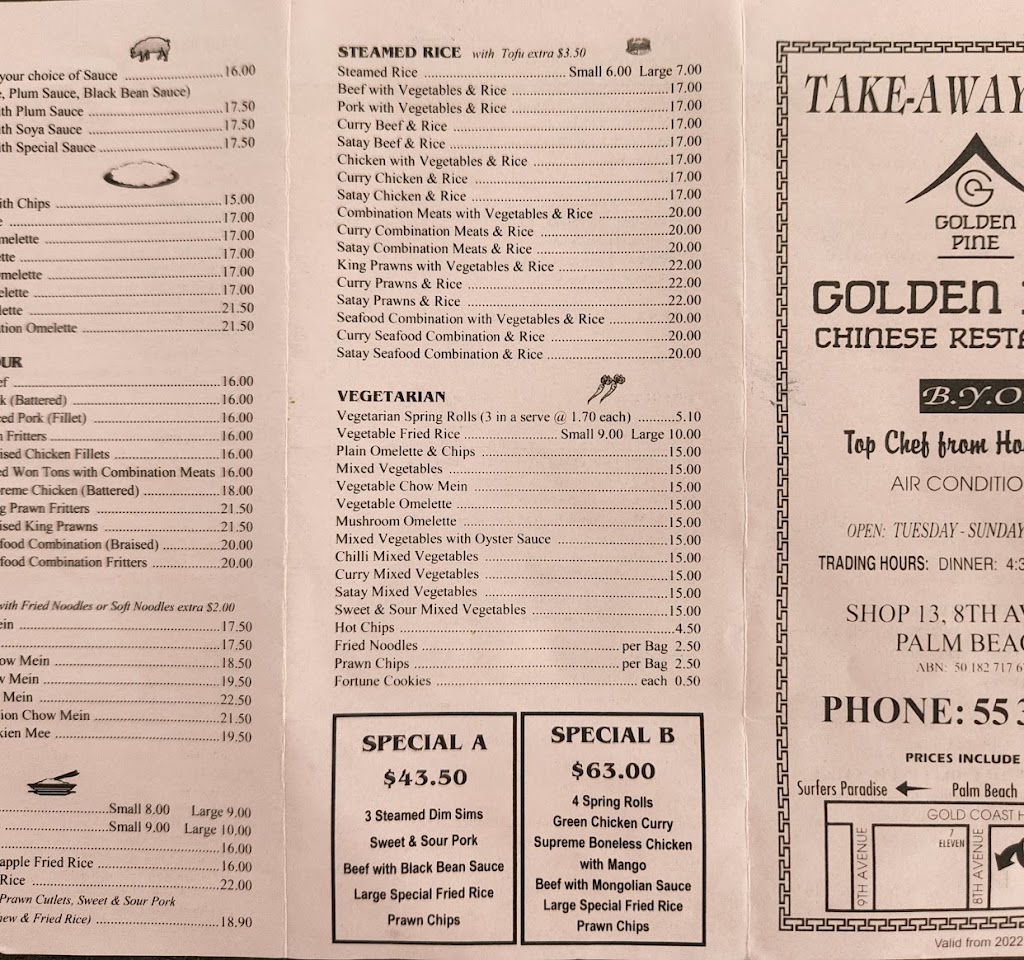 your choice of Sauce 16.00
Plum Sauce, Black Bean Sauce)
ith Plum Sauce 17.50
ith Soya Sauce 17.50
ith Special Sauce 17.50
ith Chips 15.00
e 17.00
melette 17.00
tte 17.00
melette 17.00
elette 17.00
lette 21.50
tion Omelette 21.50
OUR
ef 16.00
k (Battered) 16.00
ed Pork (Fillet) 16.00
n Fritters 16.00
ised Chicken Fillets 16.00
ed Won Tons with Combination Meats 16.00
reme Chicken (Battered) 18.00
g Prawn Fritters 21.50
ised King Prawns 21.50
food Combination (Braised) 20.00
food Combination Fritters 20.00
with Fried Noodles or Soft Noodles extra $2.00
ein 17.50
17.50
ow Mein 18.50
w Mein 19.50
Mein 22.50
ion Chow Mein 21.50
kien Mee 19.50
Small 8.00 Large 9.00
Small 9.00 Large 10.00
16.00
apple Fried Rice 16.00
Rice 22.00
Prawn Cutlets, Sweet & Sour Pork
hew & Fried Rice) 18.90
STEAMED RICE with Tofu extra $3.50
Steamed Rice Small 6.00 Large 7.00
Beef with Vegetables & Rice 17.00
Pork with Vegetables & Rice 17.00
Curry Beef & Rice 17.00
Satay Beef & Rice 17.00
Chicken with Vegetables & Rice 17.00
Curry Chicken & Rice 17.00
Satay Chicken & Rice 17.00
Combination Meats with Vegetables & Rice 20.00
Curry Combination Meats & Rice 20.00
Satay Combination Meats & Rice 20.00
King Prawns with Vegetables & Rice 22.00
Curry Prawns & Rice 22.00
Satay Prawns & Rice 22.00
Seafood Combination with Vegetables & Rice 20.00
Curry Seafood Combination & Rice 20.00
Satay Seafood Combination & Rice 20.00
VEGETARIAN
Vegetarian Spring Rolls (3 in a serve @ 1.70 each) 5.10
Vegetable Fried Rice Small 9.00 Large 10.00
Plain Omelette & Chips 15.00
Mixed Vegetables 15.00
Vegetable Chow Mein 15.00
Vegetable Omelette 15.00
Mushroom Omelette 15.00
Mixed Vegetables with Oyster Sauce 15.00
Chilli Mixed Vegetables 15.00
Curry Mixed Vegetables 15.00
Satay Mixed Vegetables 15.00
Sweet & Sour Mixed Vegetables 15.00
Hot Chips 4.50
Fried Noodles per Bag 2.50
Prawn Chips per Bag 2.50
Fortune Cookies each 0.50
SPECIAL A
$43.50
3 Steamed Dim Sims
Sweet & Sour Pork
Beef with Black Bean Sauce
Large Special Fried Rice
Prawn Chips
SPECIAL B
$63.00
4 Spring Rolls
Green Chicken Curry
Supreme Boneless Chicken
with Mango
Beef with Mongolian Sauce
Large Special Fried Rice
Prawn Chips
TAKE-AWAY
GOLDEN
PINE
GOLDEN
CHINESE REST
B.Y.O
Top Chef from Ho
AIR CONDITIO
OPEN: TUESDAY - SUNDAY
TRADING HOURS: DINNER: 4:3
SHOP 13, 8TH AV
PALM BEAC
ABN: 50 182 717 6
PHONE: 55 3
PRICES INCLUDE
Surfers Paradise Palm Beach
GOLD COAST H
9TH AVENUE
7
ELEVEN
8TH AVENUE
Valid from 2022